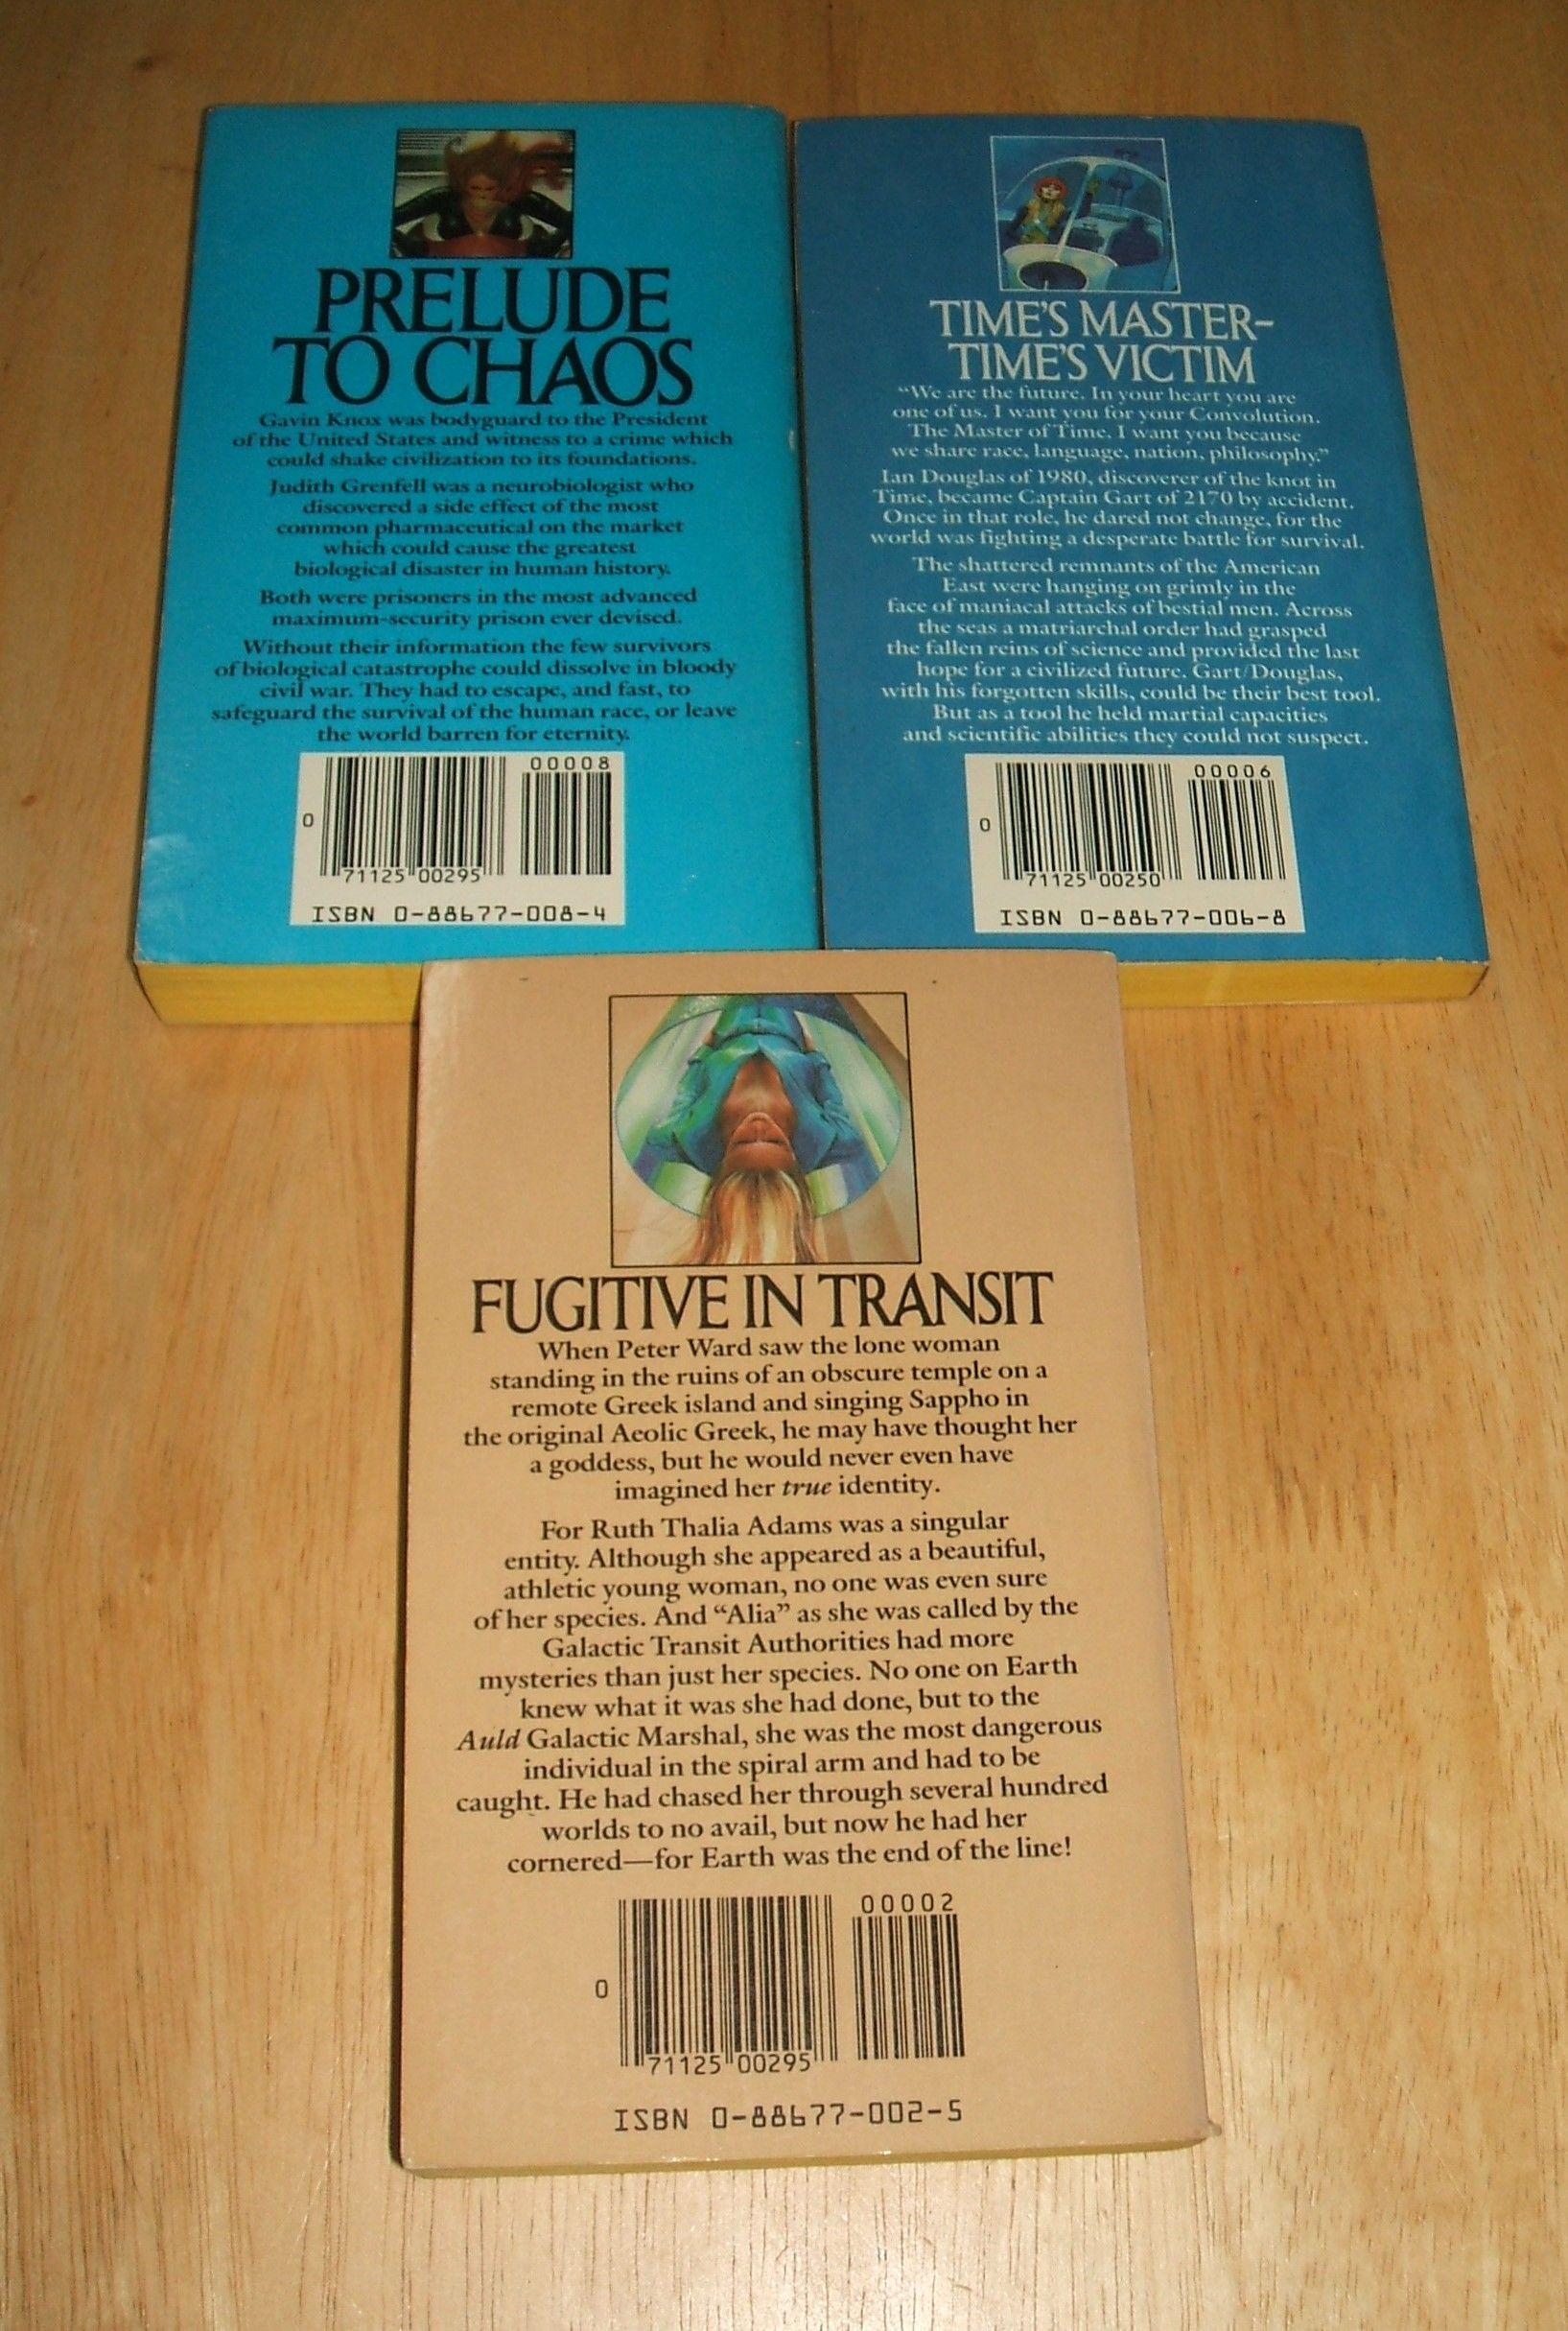 PRELUDE
TO CHAOS
Gavin Knox was bodyguard to the President
of the United States and witness to a crime which
could shake civilization to its foundations.
Judith Grenfell was a neurobiologist who
discovered a side effect of the most
common pharmaceutical on the market
which could cause the greatest
biological disaster in human history.
Both were prisoners in the most advanced
maximum-security prison ever devised.
Without their information the few survivors
of biological catastrophe could dissolve in bloody
civil war. They had to escape, and fast, to
safeguard the survival of the human race, or leave
the world barren for eternity.
00008
0
71125 00295
ISBN 0-88677-008-4
TIME'S MASTER-
TIME'S VICTIM
"We are the future. In your heart you are
one of us. I want you for your Convolution.
The Master of Time. I want you because
we share race, language, nation, philosophy."
Ian Douglas of 1980, discoverer of the knot in
Time, became Captain Gart of 2170 by accident.
Once in that role, he dared not change, for the
world was fighting a desperate battle for survival.
The shattered remnants of the American
East were hanging on grimly in the
face of maniacal attacks of bestial men. Across
the seas a matriarchal order had grasped
the fallen reins of science and provided the last
hope for a civilized future. Gart/Douglas,
with his forgotten skills, could be their best tool.
But as a tool he held martial capacities
and scientific abilities they could not suspect.
00006
0
71125 00250
ISBN 0-88677-006-8
FUGITIVE IN TRANSIT
When Peter Ward saw the lone woman
standing in the ruins of an obscure temple on a
remote Greek island and singing Sappho in
the original Aeolic Greek, he may have thought her
a goddess, but he would never even have
imagined her true identity.
For Ruth Thalia Adams was a singular
entity. Although she appeared as a beautiful,
athletic young woman, no one was even sure
of her species. And "Alia" as she was called by the
Galactic Transit Authorities had more
mysteries than just her species. No one on Earth
knew what it was she had done, but to the
Auld Galactic Marshal, she was the most dangerous
individual in the spiral arm and had to be
caught. He had chased her through several hundred
worlds to no avail, but now he had her
cornered—for Earth was the end of the line!
00002
0
71125 00295
ISBN 0-88677-002-5